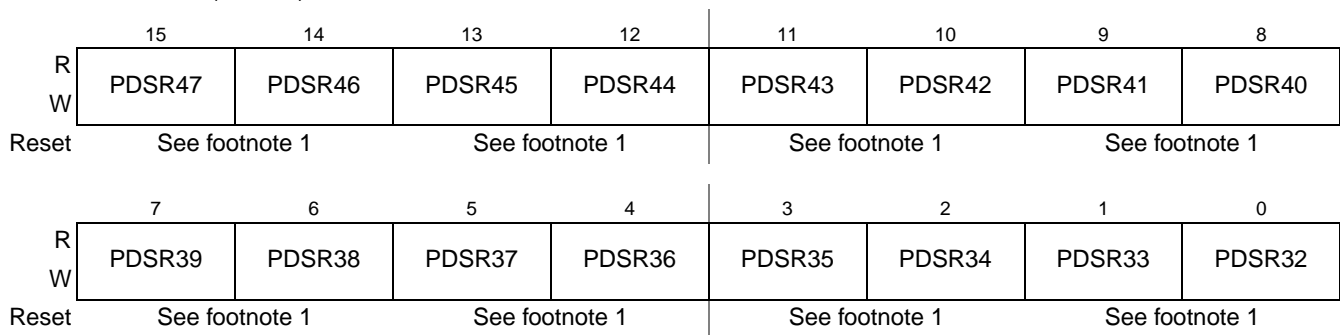 15 14 13 12 11 10 9 8
R
W
PDSR47 PDSR46 PDSR45 PDSR44 PDSR43 PDSR42 PDSR41 PDSR40
Reset See footnote 1 See footnote 1 See footnote 1 See footnote 1
7 6 5 4 3 2 1 0
R
W
PDSR39 PDSR38 PDSR37 PDSR36 PDSR35 PDSR34 PDSR33 PDSR32
Reset See footnote 1 See footnote 1 See footnote 1 See footnote 1